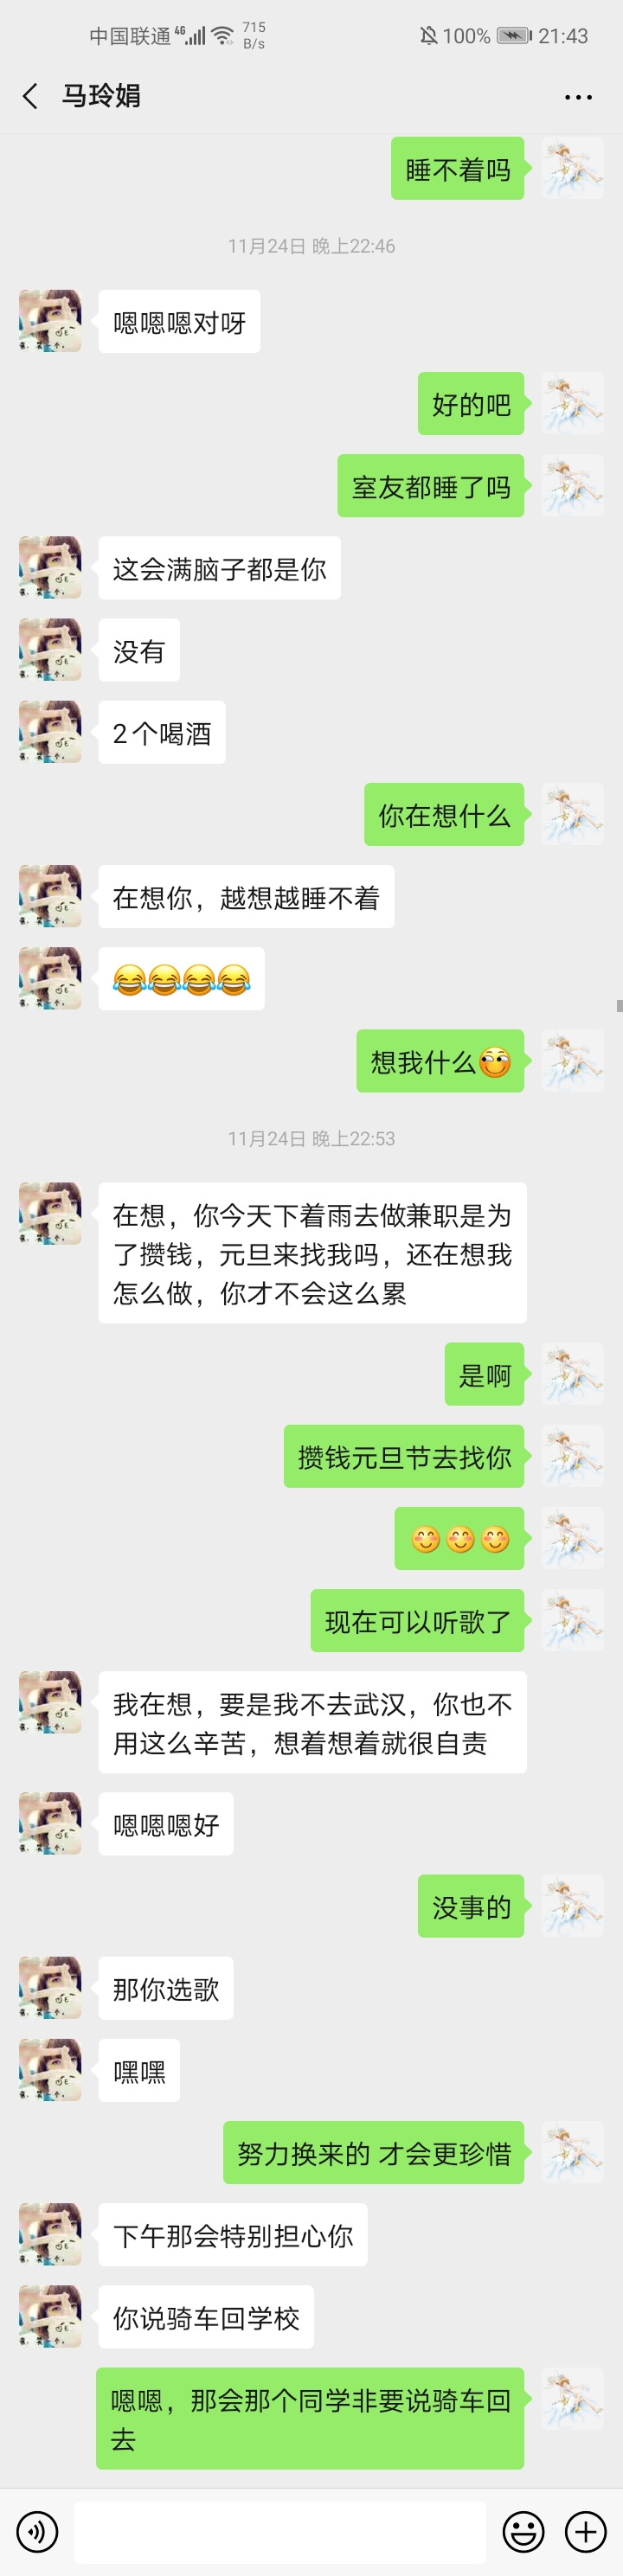 中国联通 4G 715 B/s 100% 21:43
马玲娟
睡不着吗
11月24日 晚上22:46
嗯嗯嗯对呀
好的吧
室友都睡了吗
这会满脑子都是你
没有
2个喝酒
你在想什么
在想你，越想越睡不着
😂😂😂😂
想我什么
11月24日 晚上22:53
在想，你今天下着雨去做兼职是为
了攒钱，元旦来找我吗，还在想我
怎么做，你才不会这么累
是啊
攒钱元旦节去找你
😊😊😊
现在可以听歌了
我在想，要是我不去武汉，你也不
用这么辛苦，想着想着就很自责
嗯嗯嗯好
没事的
那你选歌
嘿嘿
努力换来的 才会更珍惜
下午那会特别担心你
你说骑车回学校
嗯嗯，那会那个同学非要说骑车回
去